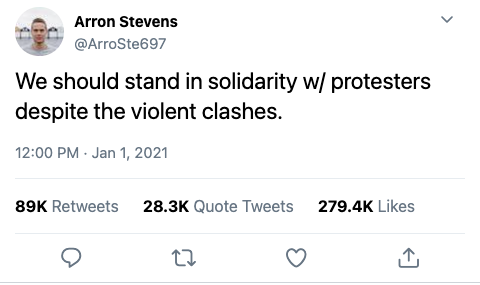 Arron Stevens
@ArroSte697
We should stand in solidarity w/ protesters
despite the violent clashes.
12:00 PM · Jan 1, 2021
89K Retweets 28.3K Quote Tweets 279.4K Likes